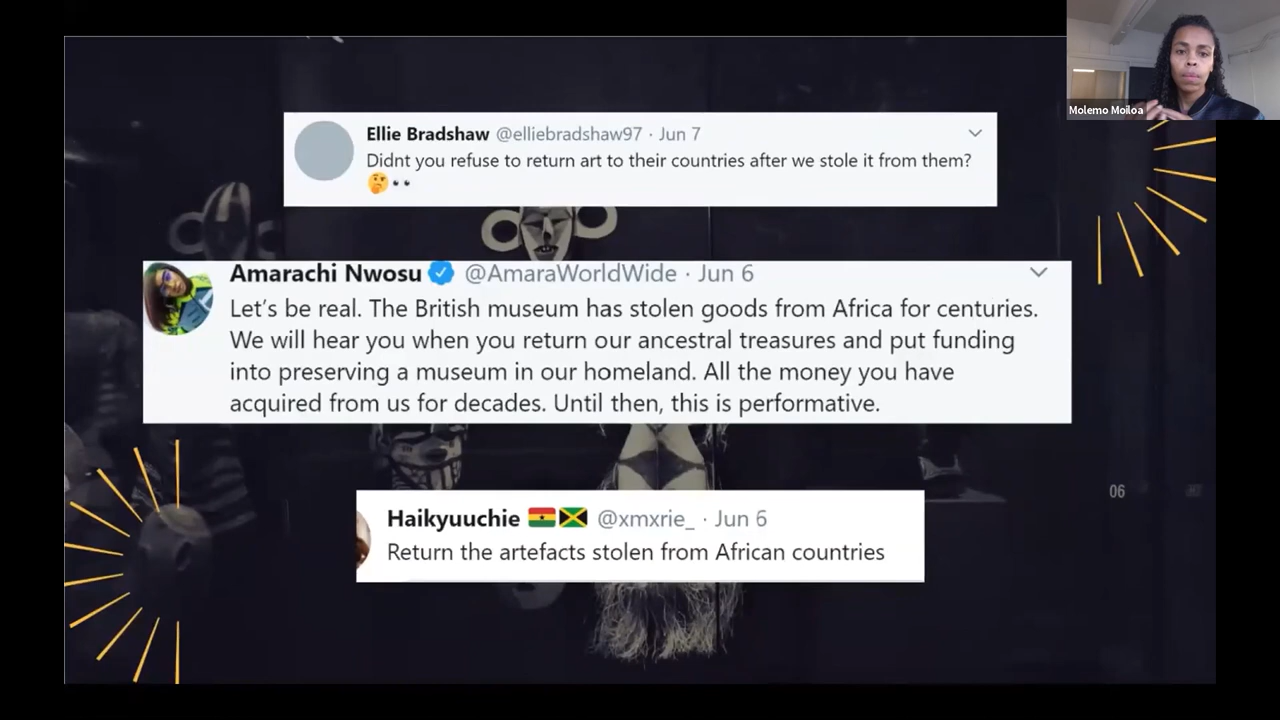 Molemo Moiloa
Ellie Bradshaw @elliebradshaw97 · Jun 7
Didnt you refuse to return art to their countries after we stole it from them?
🤔👀
Amarachi Nwosu @AmaraWorldWide · Jun 6
Let's be real. The British museum has stolen goods from Africa for centuries.
We will hear you when you return our ancestral treasures and put funding
into preserving a museum in our homeland. All the money you have
acquired from us for decades. Until then, this is performative.
06
Haikyuuchie 🇬🇭🇯🇲 @xmxrie_ · Jun 6
Return the artefacts stolen from African countries